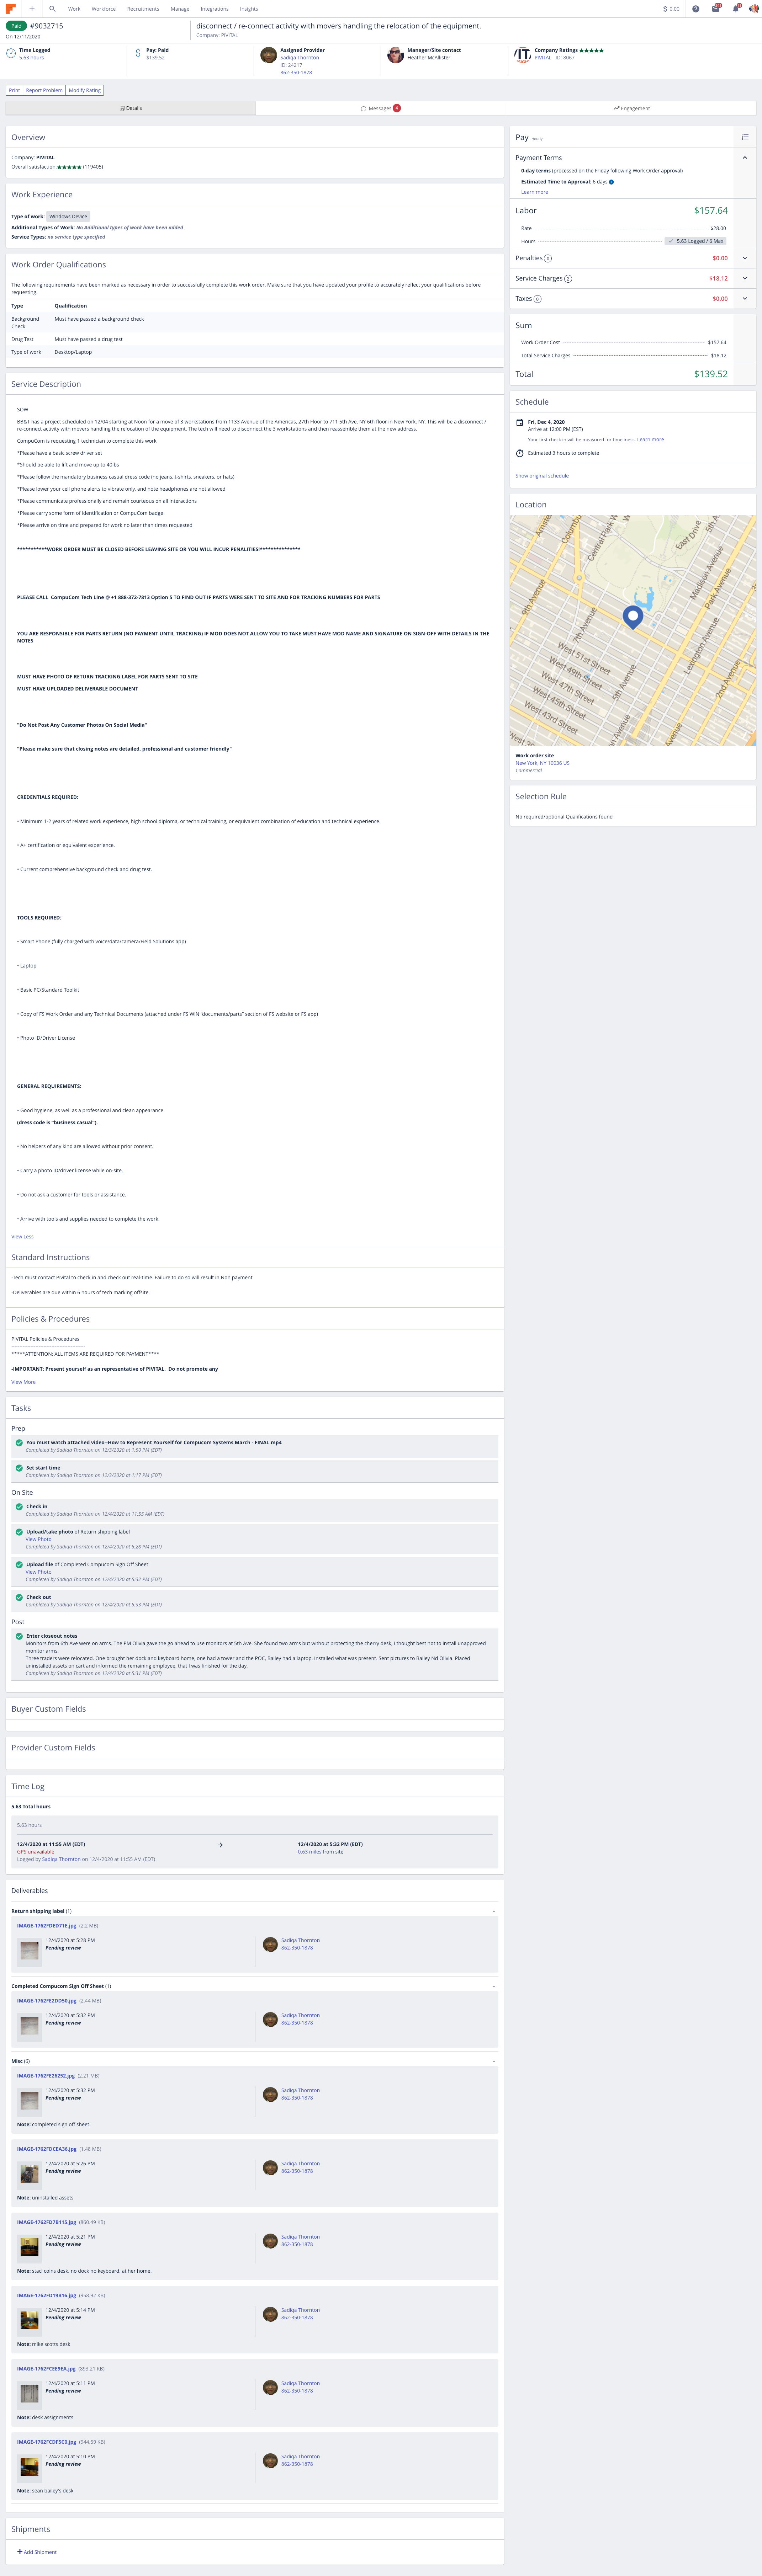 Work Workforce Recruitments Manage Integrations Insights
$ 0.00
Paid #9032715
On 12/11/2020
disconnect / re-connect activity with movers handling the relocation of the equipment.
Company: PIVITAL
Time Logged
5.63 hours
Pay: Paid
$139.52
Assigned Provider
Sadiqa Thornton
ID: 24217
862-350-1878
Manager/Site contact
Heather McAllister
Company Ratings ★★★★★
PIVITAL ID: 8067
Print Report Problem Modify Rating
Details
Messages
Engagement
Overview
Company: PIVITAL
Overall satisfaction: ★★★★★ (119405)
Work Experience
Type of work: Windows Device
Additional Types of Work: No Additional types of work have been added
Service Types: no service type specified
Work Order Qualifications
The following requirements have been marked as necessary in order to successfully complete this work order. Make sure that you have updated your profile to accurately reflect your qualifications before
requesting.
Type Qualification
Background
Check
Must have passed a background check
Drug Test Must have passed a drug test
Type of work Desktop/Laptop
Service Description
SOW
BB&T has a project scheduled on 12/04 starting at Noon for a move of 3 workstations from 1133 Avenue of the Americas, 27th Floor to 711 5th Ave, NY 6th floor in New York, NY. This will be a disconnect /
re-connect activity with movers handling the relocation of the equipment. The tech will need to disconnect the 3 workstations and then reassemble them at the new address.
CompuCom is requesting 1 technician to complete this work
*Please have a basic screw driver set
*Should be able to lift and move up to 40lbs
*Please follow the mandatory business casual dress code (no jeans, t-shirts, sneakers, or hats)
*Please lower your cell phone alerts to vibrate only, and note headphones are not allowed
*Please communicate professionally and remain courteous on all interactions
*Please carry some form of identification or CompuCom badge
*Please arrive on time and prepared for work no later than times requested
***********WORK ORDER MUST BE CLOSED BEFORE LEAVING SITE OR YOU WILL INCUR PENALITIES!***************
PLEASE CALL CompuCom Tech Line @ +1 888-372-7813 Option 5 TO FIND OUT IF PARTS WERE SENT TO SITE AND FOR TRACKING NUMBERS FOR PARTS
YOU ARE RESPONSIBLE FOR PARTS RETURN (NO PAYMENT UNTIL TRACKING) IF MOD DOES NOT ALLOW YOU TO TAKE MUST HAVE MOD NAME AND SIGNATURE ON SIGN-OFF WITH DETAILS IN THE
NOTES
MUST HAVE PHOTO OF RETURN TRACKING LABEL FOR PARTS SENT TO SITE
MUST HAVE UPLOADED DELIVERABLE DOCUMENT
"Do Not Post Any Customer Photos On Social Media"
"Please make sure that closing notes are detailed, professional and customer friendly"
CREDENTIALS REQUIRED:
• Minimum 1-2 years of related work experience, high school diploma, or technical training, or equivalent combination of education and technical experience.
• A+ certification or equivalent experience.
• Current comprehensive background check and drug test.
TOOLS REQUIRED:
• Smart Phone (fully charged with voice/data/camera/Field Solutions app)
• Laptop
• Basic PC/Standard Toolkit
• Copy of FS Work Order and any Technical Documents (attached under FS WIN "documents/parts" section of FS website or FS app)
• Photo ID/Driver License
GENERAL REQUIREMENTS:
• Good hygiene, as well as a professional and clean appearance
(dress code is "business casual").
• No helpers of any kind are allowed without prior consent.
• Carry a photo ID/driver license while on-site.
• Do not ask a customer for tools or assistance.
• Arrive with tools and supplies needed to complete the work.
View Less
Standard Instructions
-Tech must contact Pivital to check in and check out real-time. Failure to do so will result in Non payment
-Deliverables are due within 6 hours of tech marking offsite.
Policies & Procedures
PIVITAL Policies & Procedures
*****ATTENTION: ALL ITEMS ARE REQUIRED FOR PAYMENT****
-IMPORTANT: Present yourself as an representative of PIVITAL. Do not promote any
View More
Tasks
Prep
You must watch attached video--How to Represent Yourself for Compucom Systems March - FINAL.mp4
Completed by Sadiqa Thornton on 12/3/2020 at 1:50 PM (EDT)
Set start time
Completed by Sadiqa Thornton on 12/3/2020 at 1:17 PM (EDT)
On Site
Check in
Completed by Sadiqa Thornton on 12/4/2020 at 11:55 AM (EDT)
Upload/take photo of Return shipping label
View Photo
Completed by Sadiqa Thornton on 12/4/2020 at 5:28 PM (EDT)
Upload file of Completed Compucom Sign Off Sheet
View Photo
Completed by Sadiqa Thornton on 12/4/2020 at 5:32 PM (EDT)
Check out
Completed by Sadiqa Thornton on 12/4/2020 at 5:33 PM (EDT)
Post
Enter closeout notes
Monitors from 6th Ave were on arms. The PM Olivia gave the go ahead to use monitors at 5th Ave. She found two arms but without protecting the cherry desk, I thought best not to install unapproved
monitor arms.
Three traders were relocated. One brought her dock and keyboard home, one had a tower and the POC, Bailey had a laptop. Installed what was present. Sent pictures to Bailey Nd Olivia. Placed
uninstalled assets on cart and informed the remaining employee, that I was finished for the day.
Completed by Sadiqa Thornton on 12/4/2020 at 5:31 PM (EDT)
Buyer Custom Fields
Provider Custom Fields
Time Log
5.63 Total hours
5.63 hours
12/4/2020 at 11:55 AM (EDT)
GPS unavailable
Logged by Sadiqa Thornton on 12/4/2020 at 11:55 AM (EDT)
12/4/2020 at 5:32 PM (EDT)
0.63 miles from site
Deliverables
Return shipping label (1)
IMAGE-1762FDED71E.jpg (2.2 MB)
12/4/2020 at 5:28 PM
Pending review
Sadiqa Thornton
862-350-1878
Completed Compucom Sign Off Sheet (1)
IMAGE-1762FE2DD50.jpg (2.44 MB)
12/4/2020 at 5:32 PM
Pending review
Sadiqa Thornton
862-350-1878
Misc (6)
IMAGE-1762FE26252.jpg (2.21 MB)
12/4/2020 at 5:32 PM
Pending review
Sadiqa Thornton
862-350-1878
Note: completed sign off sheet
IMAGE-1762FDCEA36.jpg (1.48 MB)
12/4/2020 at 5:26 PM
Pending review
Sadiqa Thornton
862-350-1878
Note: uninstalled assets
IMAGE-1762FD7B115.jpg (860.49 KB)
12/4/2020 at 5:21 PM
Pending review
Sadiqa Thornton
862-350-1878
Note: staci coins desk. no dock no keyboard. at her home.
IMAGE-1762FD19B16.jpg (958.92 KB)
12/4/2020 at 5:14 PM
Pending review
Sadiqa Thornton
862-350-1878
Note: mike scotts desk
IMAGE-1762FCEE9EA.jpg (893.21 KB)
12/4/2020 at 5:11 PM
Pending review
Sadiqa Thornton
862-350-1878
Note: desk assignments
IMAGE-1762FCDF5C0.jpg (944.59 KB)
12/4/2020 at 5:10 PM
Pending review
Sadiqa Thornton
862-350-1878
Note: sean bailey's desk
Shipments
+ Add Shipment
Pay Hourly
Payment Terms
0-day terms (processed on the Friday following Work Order approval)
Estimated Time to Approval: 6 days
Learn more
Labor $157.64
Rate $28.00
Hours 5.63 Logged / 6 Max
Penalties 0 $0.00
Service Charges 2 $18.12
Taxes 0 $0.00
Sum
Work Order Cost $157.64
Total Service Charges $18.12
Total $139.52
Schedule
Fri, Dec 4, 2020
Arrive at 12:00 PM (EST)
Your first check in will be measured for timeliness. Learn more
Estimated 3 hours to complete
Show original schedule
Location
Central Park W
5th A
East Drive
Madison Avenue
Park Avenue
9th Avenue
7th Avenue
Lexington Avenue
2nd Avenue
West 51st Street
West 49th Street
West 47th Street
West 45th Street
West 43rd Street
5th Avenue
Work order site
New York, NY 10036 US
Commercial
Selection Rule
No required/optional Qualifications found